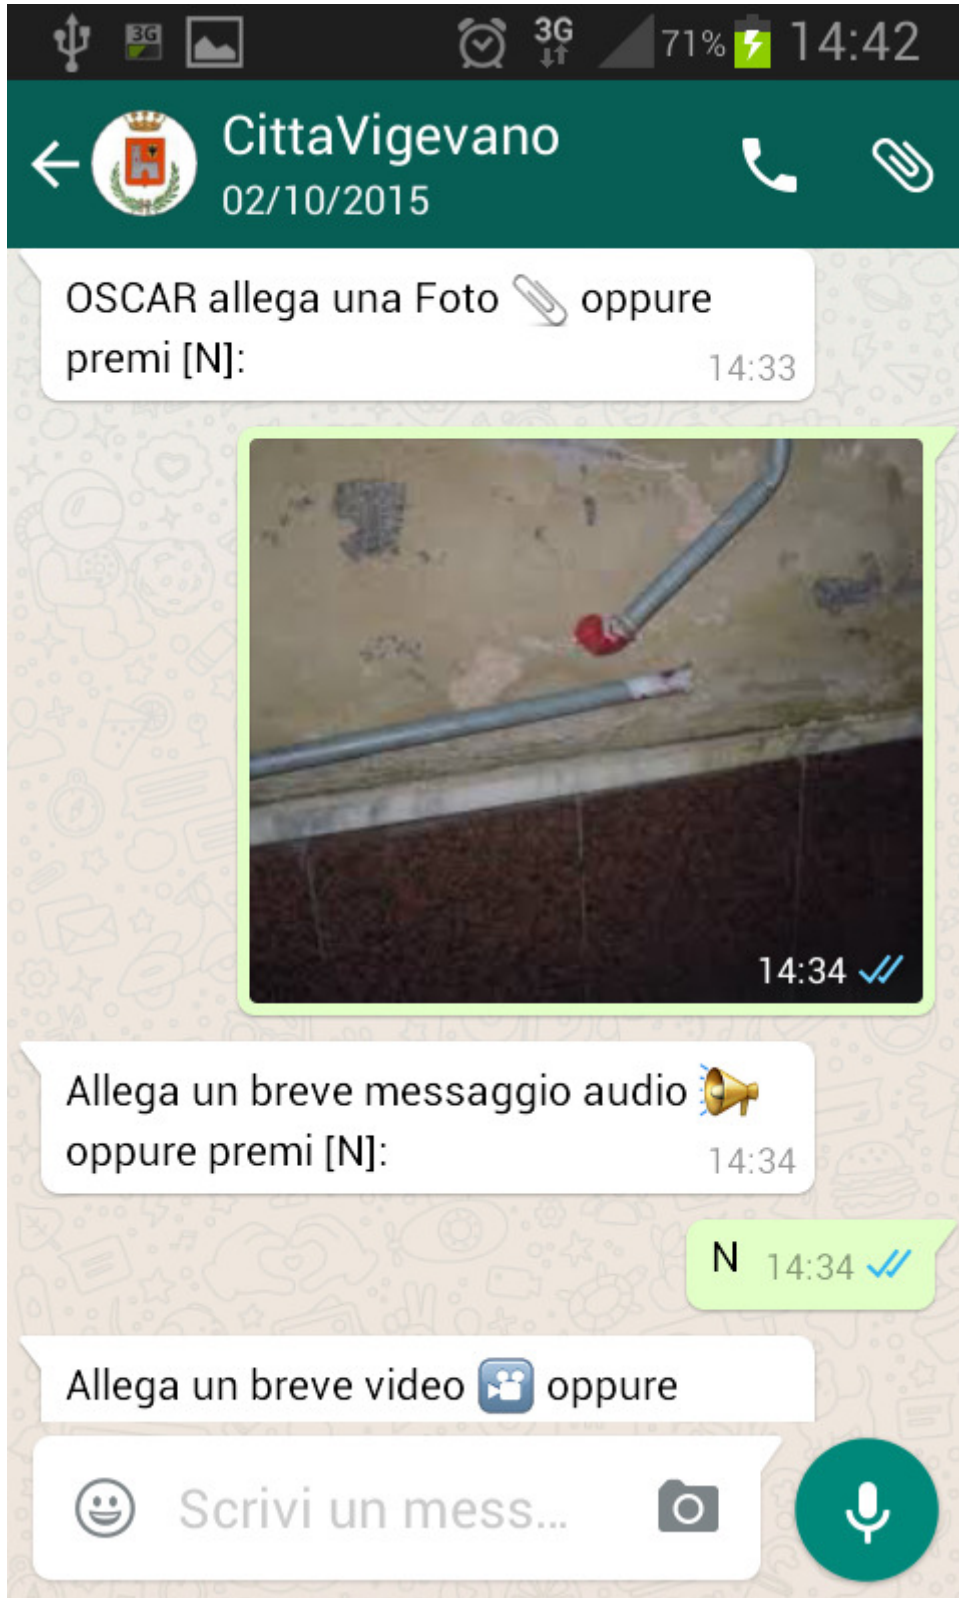 3G 3G 71% 14:42
CittaVigevano
02/10/2015
OSCAR allega una Foto oppure
premi [N]:
14:33
14:34
Allega un breve messaggio audio
oppure premi [N]:
14:34
N 14:34
Allega un breve video oppure
Scrivi un mess...